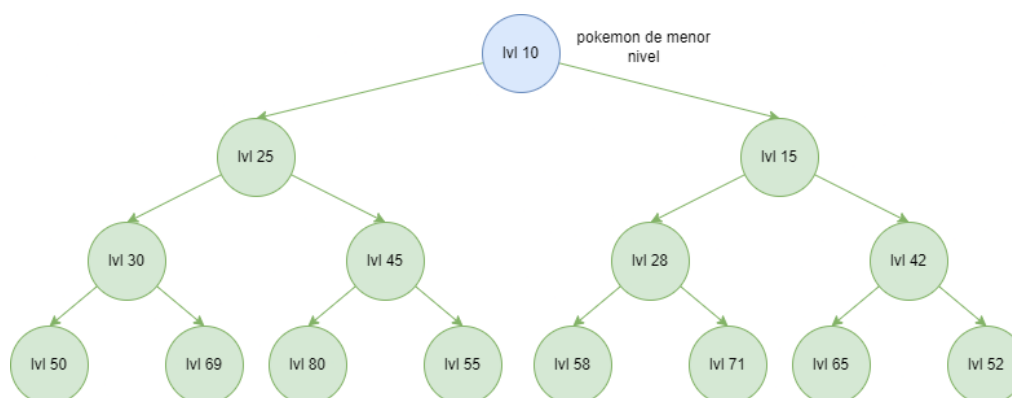 lvl 10
pokemon de menor
nivel
lvl 25
lvl 15
lvl 30
lvl 45
lvl 28
lvl 42
lvl 50
lvl 69
lvl 80
lvl 55
lvl 58
lvl 71
lvl 65
lvl 52